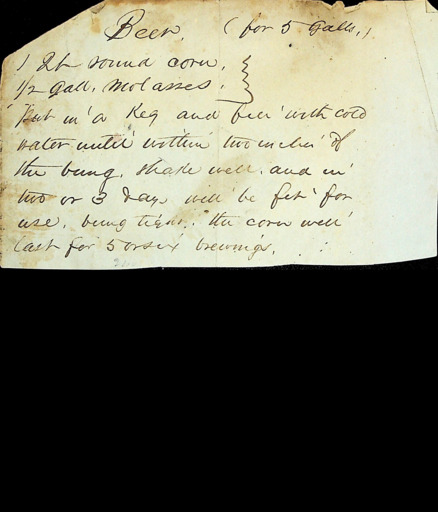 Beer. (for 5 Galls.)
1 Qt sound corn.
1/2 Gall. Molasses.
Put in a Keg and fill with cold
water until within two inches of
the bung. Shake well. and in
two or 3 days will be fit for
use. bung tight. the corn will
last for 5 or six brewings.